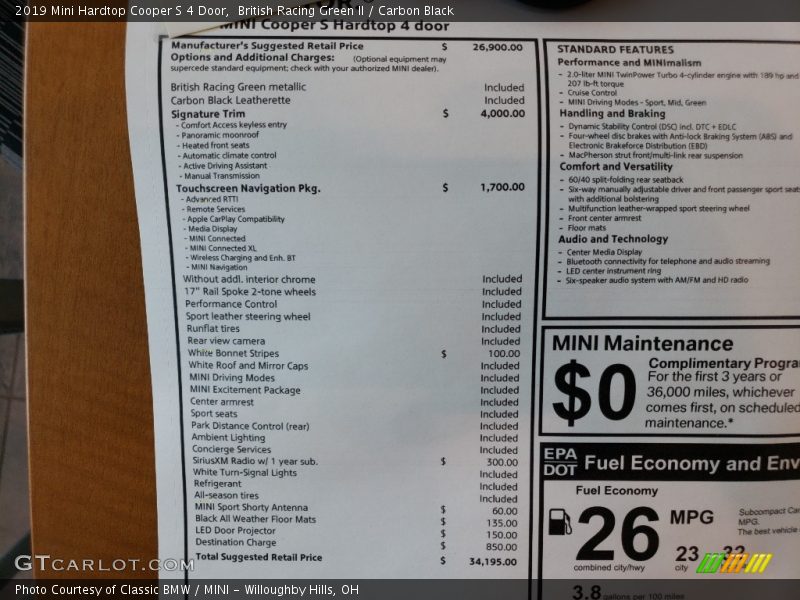 2019 Mini Hardtop Cooper S 4 Door,  British Racing Green II / Carbon Black
MINI Cooper S Hardtop 4 door
Manufacturer's Suggested Retail Price $ 26,900.00
Options and Additional Charges: (Optional equipment may
supercede standard equipment; check with your authorized MINI dealer).
British Racing Green metallic Included
Carbon Black Leatherette Included
Signature Trim $ 4,000.00
- Comfort Access keyless entry
- Panoramic moonroof
- Heated front seats
- Automatic climate control
- Active Driving Assistant
- Manual Transmission
Touchscreen Navigation Pkg. $ 1,700.00
- Advanced RTTI
- Remote Services
- Apple CarPlay Compatibility
- Media Display
- MINI Connected
- MINI Connected XL
- Wireless Charging and Enh. BT
- MINI Navigation
Without addl. interior chrome Included
17" Rail Spoke 2-tone wheels Included
Performance Control Included
Sport leather steering wheel Included
Runflat tires Included
Rear view camera Included
White Bonnet Stripes $ 100.00
White Roof and Mirror Caps Included
MINI Driving Modes Included
MINI Excitement Package Included
Center armrest Included
Sport seats Included
Park Distance Control (rear) Included
Ambient Lighting Included
Concierge Services Included
SiriusXM Radio w/ 1 year sub. $ 300.00
White Turn-Signal Lights Included
Refrigerant Included
All-season tires Included
MINI Sport Shorty Antenna $ 60.00
Black All Weather Floor Mats $ 135.00
LED Door Projector $ 150.00
Destination Charge $ 850.00
Total Suggested Retail Price $ 34,195.00
STANDARD FEATURES
Performance and MINImalism
- 2.0-liter MINI TwinPower Turbo 4-cylinder engine with 189 hp and
207 lb-ft torque
- Cruise Control
- MINI Driving Modes - Sport, Mid, Green
Handling and Braking
- Dynamic Stability Control (DSC) incl. DTC + EDLC
- Four-wheel disc brakes with Anti-lock Braking System (ABS) and
Electronic Brakeforce Distribution (EBD)
- MacPherson strut front/multi-link rear suspension
Comfort and Versatility
- 60/40 split-folding rear seatback
- Six-way manually adjustable driver and front passenger sport seats
with additional bolstering
- Multifunction leather-wrapped sport steering wheel
- Front center armrest
- Floor mats
Audio and Technology
- Center Media Display
- Bluetooth connectivity for telephone and audio streaming
- LED center instrument ring
- Six-speaker audio system with AM/FM and HD radio
MINI Maintenance
$0 Complimentary Progra
For the first 3 years or
36,000 miles, whichever
comes first, on scheduled
maintenance.*
EPA
DOT Fuel Economy and Env
Fuel Economy
26 MPG
combined city/hwy
23
city
Subcompact Car
MPG.
The best vehicle
3.8 gallons per 100 miles
GTcarlot.com
Photo Courtesy of Classic BMW / MINI - Willoughby Hills, OH